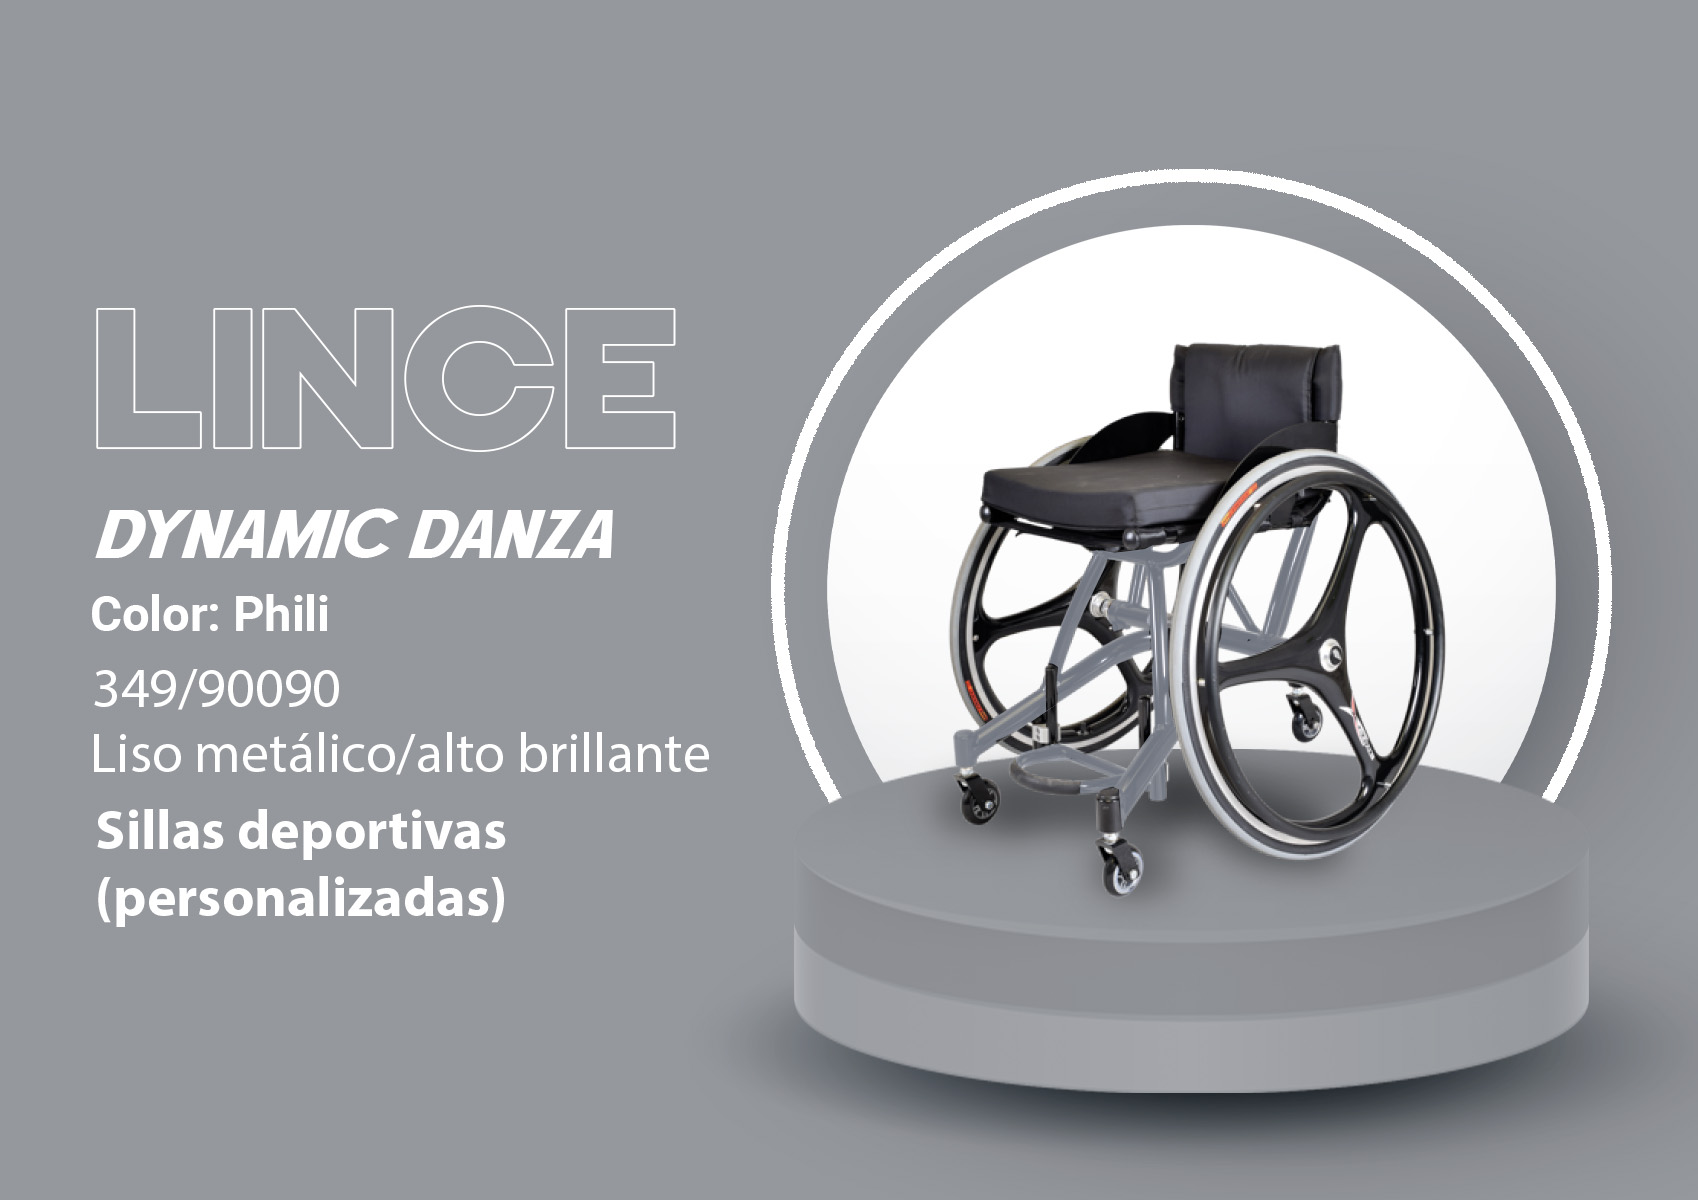 LINCE
DYNAMIC DANZA
Color: Phili
349/90090
Liso metálico/alto brillante
Sillas deportivas
(personalizadas)